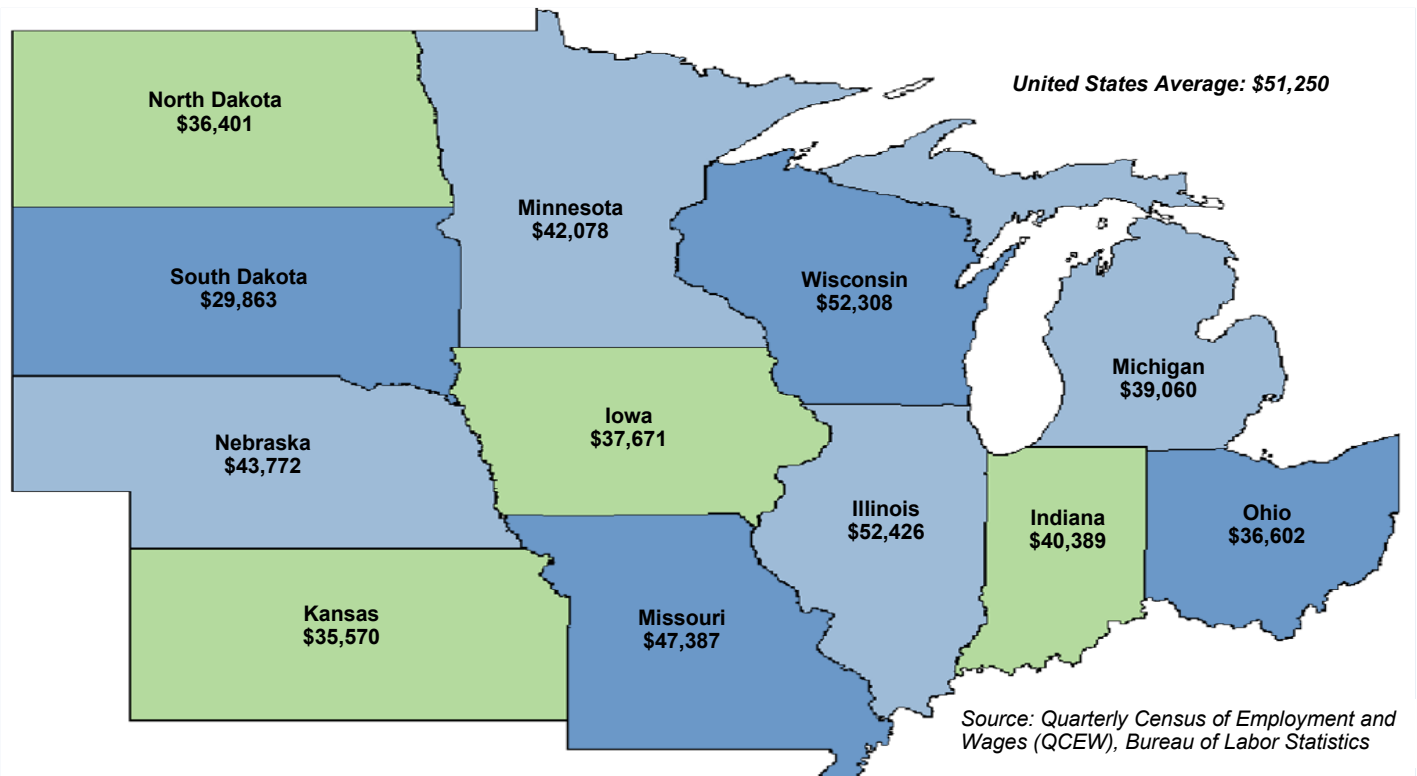 United States Average: $51,250
North Dakota
$36,401
Minnesota
$42,078
South Dakota
$29,863
Wisconsin
$52,308
Michigan
$39,060
Iowa
$37,671
Nebraska
$43,772
Illinois
$52,426
Indiana
$40,389
Ohio
$36,602
Kansas
$35,570
Missouri
$47,387
Source: Quarterly Census of Employment and
Wages (QCEW), Bureau of Labor Statistics